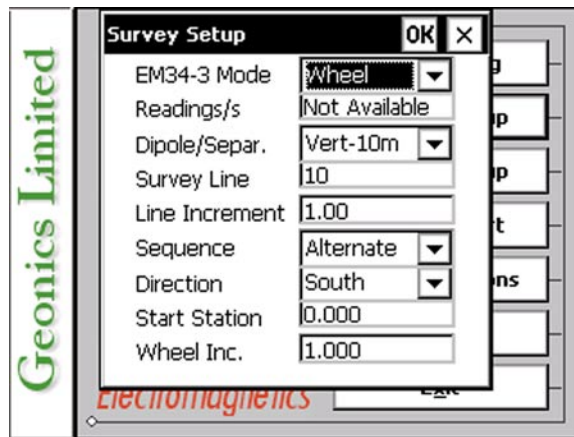 Geonics Limited
Survey Setup OK ×
EM34-3 Mode Wheel
Readings/s Not Available
Dipole/Separ. Vert-10m
Survey Line 10
Line Increment 1.00
Sequence Alternate
Direction South
Start Station 0.000
Wheel Inc. 1.000
Electromagnetics